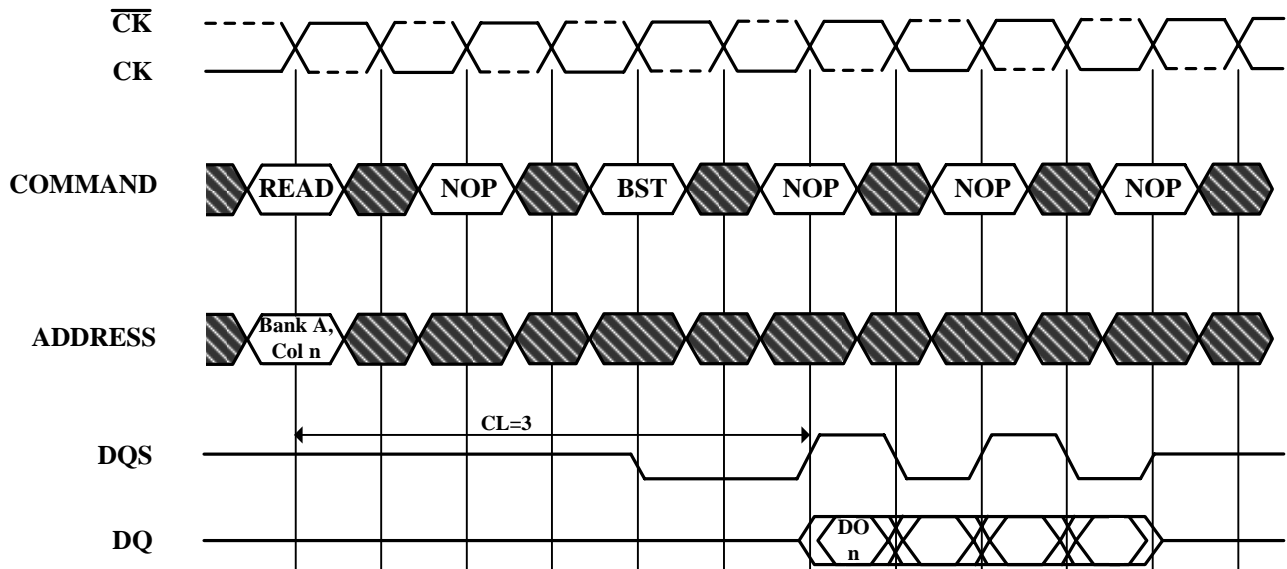 CK
CK
COMMAND READ NOP BST NOP NOP NOP
ADDRESS Bank A,
Col n
CL=3
DQS
DQ DO
n